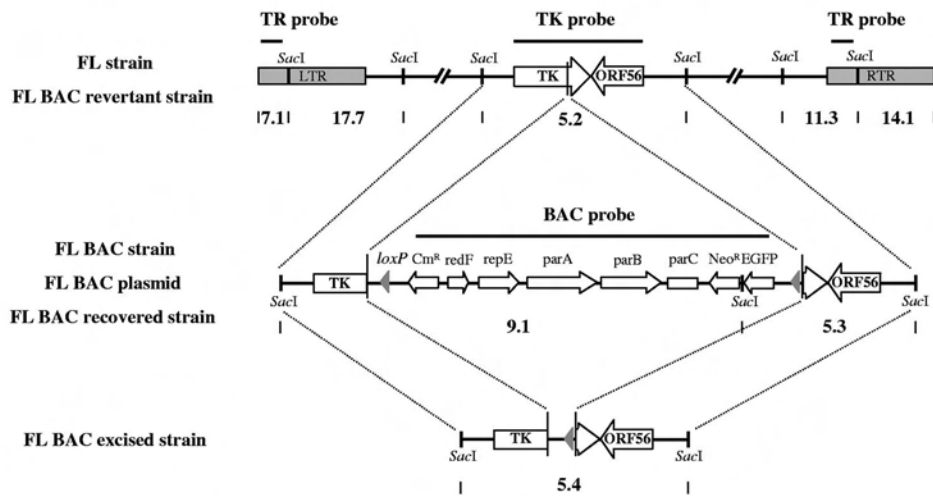 TR probe TK probe TR probe
SacI SacI SacI SacI SacI SacI
FL strain
LTR TK ORF56 RTR
FL BAC revertant strain
7.1 17.7 5.2 11.3 14.1
BAC probe
FL BAC strain
loxP Cmᴿ redF repE parA parB parC Neoᴿ EGFP
FL BAC plasmid
TK ORF56
SacI SacI SacI
FL BAC recovered strain
9.1 5.3
FL BAC excised strain
TK ORF56
SacI SacI
5.4